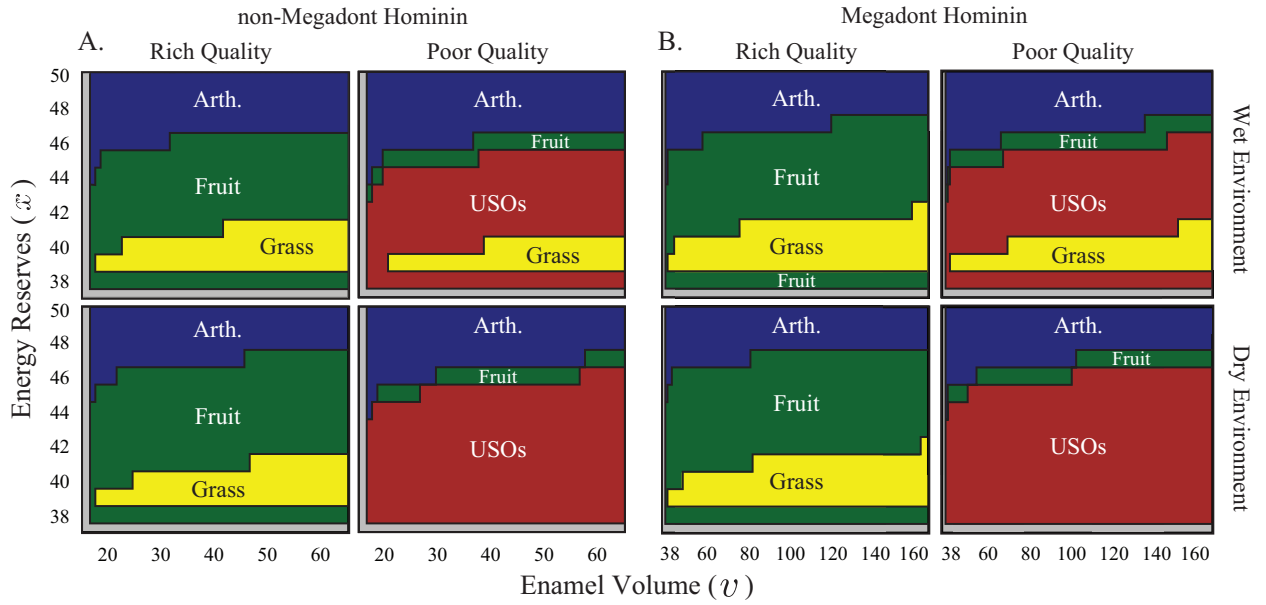 non-Megadont Hominin
Megadont Hominin
A.
B.
Rich Quality
Poor Quality
Rich Quality
Poor Quality
Energy Reserves (x)
50
48
46
44
42
40
38
Arth.
Fruit
Grass
Arth.
Fruit
USOs
Grass
Arth.
Fruit
Grass
Fruit
Arth.
Fruit
USOs
Grass
Wet Environment
50
48
46
44
42
40
38
Arth.
Fruit
Grass
Arth.
Fruit
USOs
Arth.
Fruit
Grass
Arth.
Fruit
USOs
Dry Environment
20 30 40 50 60
20 30 40 50 60
38 60 80 100 120 140 160
38 60 80 100 120 140 160
Enamel Volume (v)